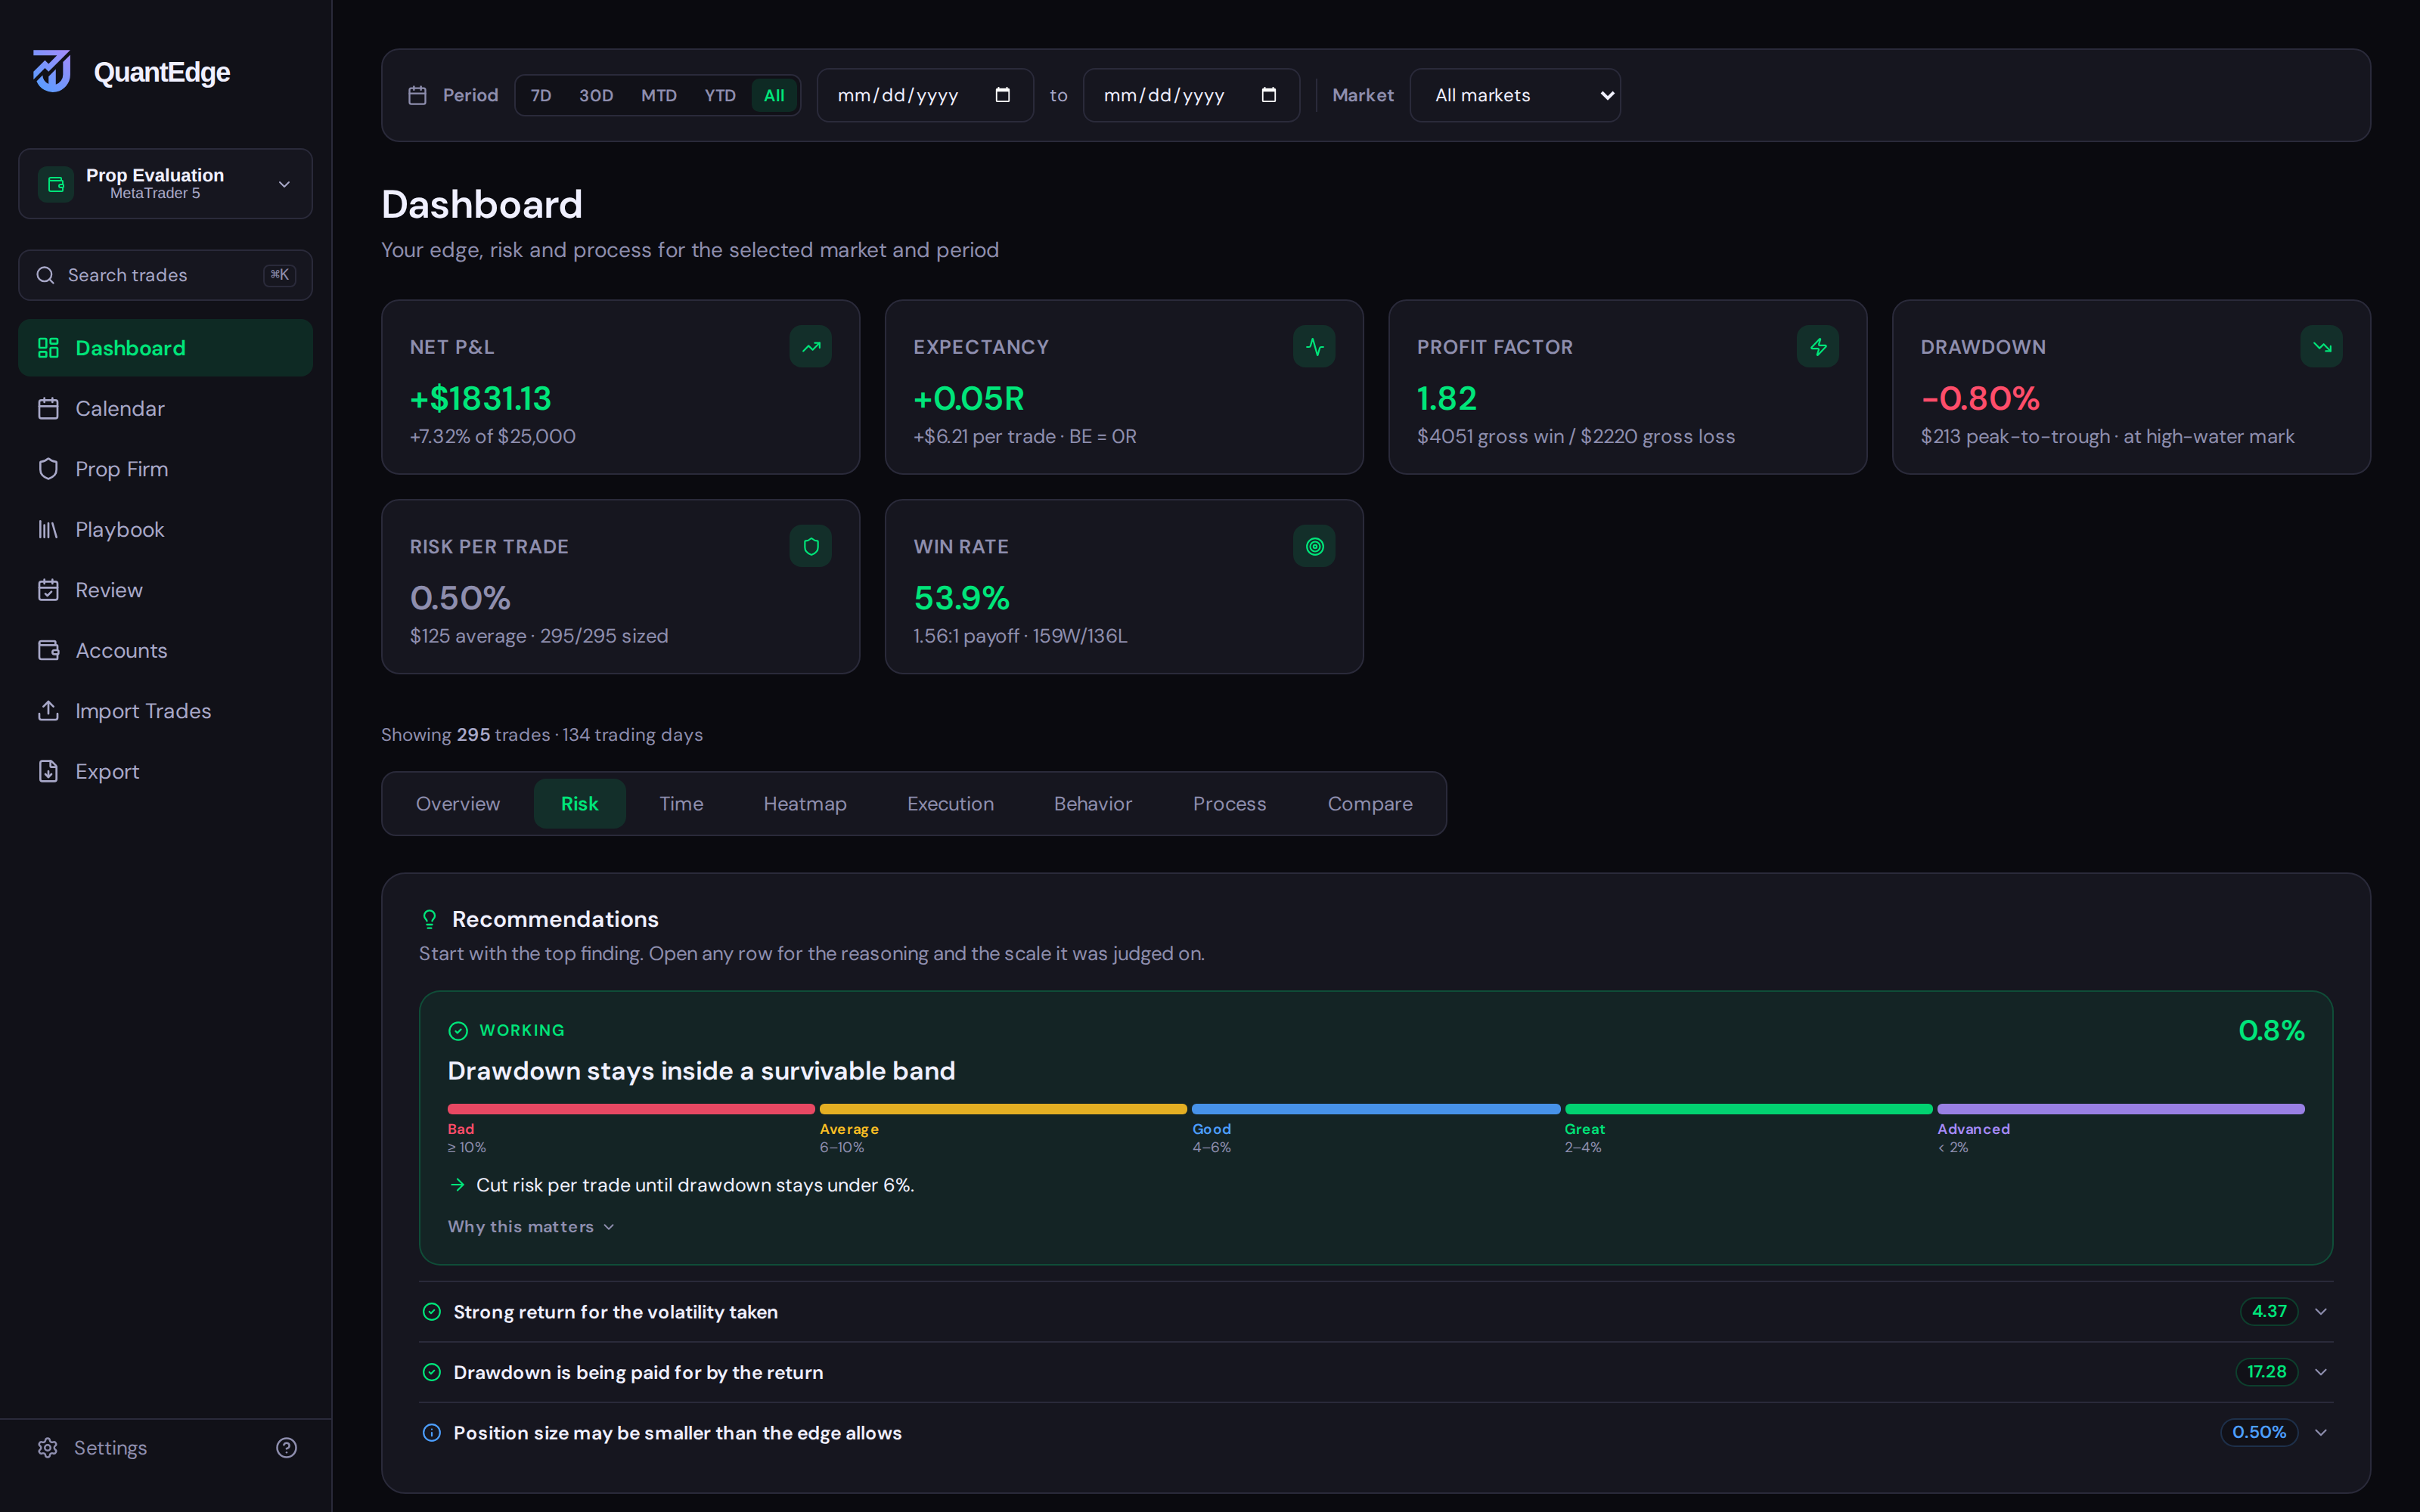 QuantEdge
Prop Evaluation
MetaTrader 5
Search trades ⌘K
Dashboard
Calendar
Prop Firm
Playbook
Review
Accounts
Import Trades
Export
Settings
Period 7D 30D MTD YTD All mm/dd/yyyy to mm/dd/yyyy Market All markets
Dashboard
Your edge, risk and process for the selected market and period
NET P&L
+$1831.13
+7.32% of $25,000
EXPECTANCY
+0.05R
+$6.21 per trade · BE = 0R
PROFIT FACTOR
1.82
$4051 gross win / $2220 gross loss
DRAWDOWN
-0.80%
$213 peak-to-trough · at high-water mark
RISK PER TRADE
0.50%
$125 average · 295/295 sized
WIN RATE
53.9%
1.56:1 payoff · 159W/136L
Showing 295 trades · 134 trading days
Overview Risk Time Heatmap Execution Behavior Process Compare
Recommendations
Start with the top finding. Open any row for the reasoning and the scale it was judged on.
WORKING 0.8%
Drawdown stays inside a survivable band
Bad Average Good Great Advanced
≥ 10% 6–10% 4–6% 2–4% < 2%
→ Cut risk per trade until drawdown stays under 6%.
Why this matters
Strong return for the volatility taken 4.37
Drawdown is being paid for by the return 17.28
Position size may be smaller than the edge allows 0.50%